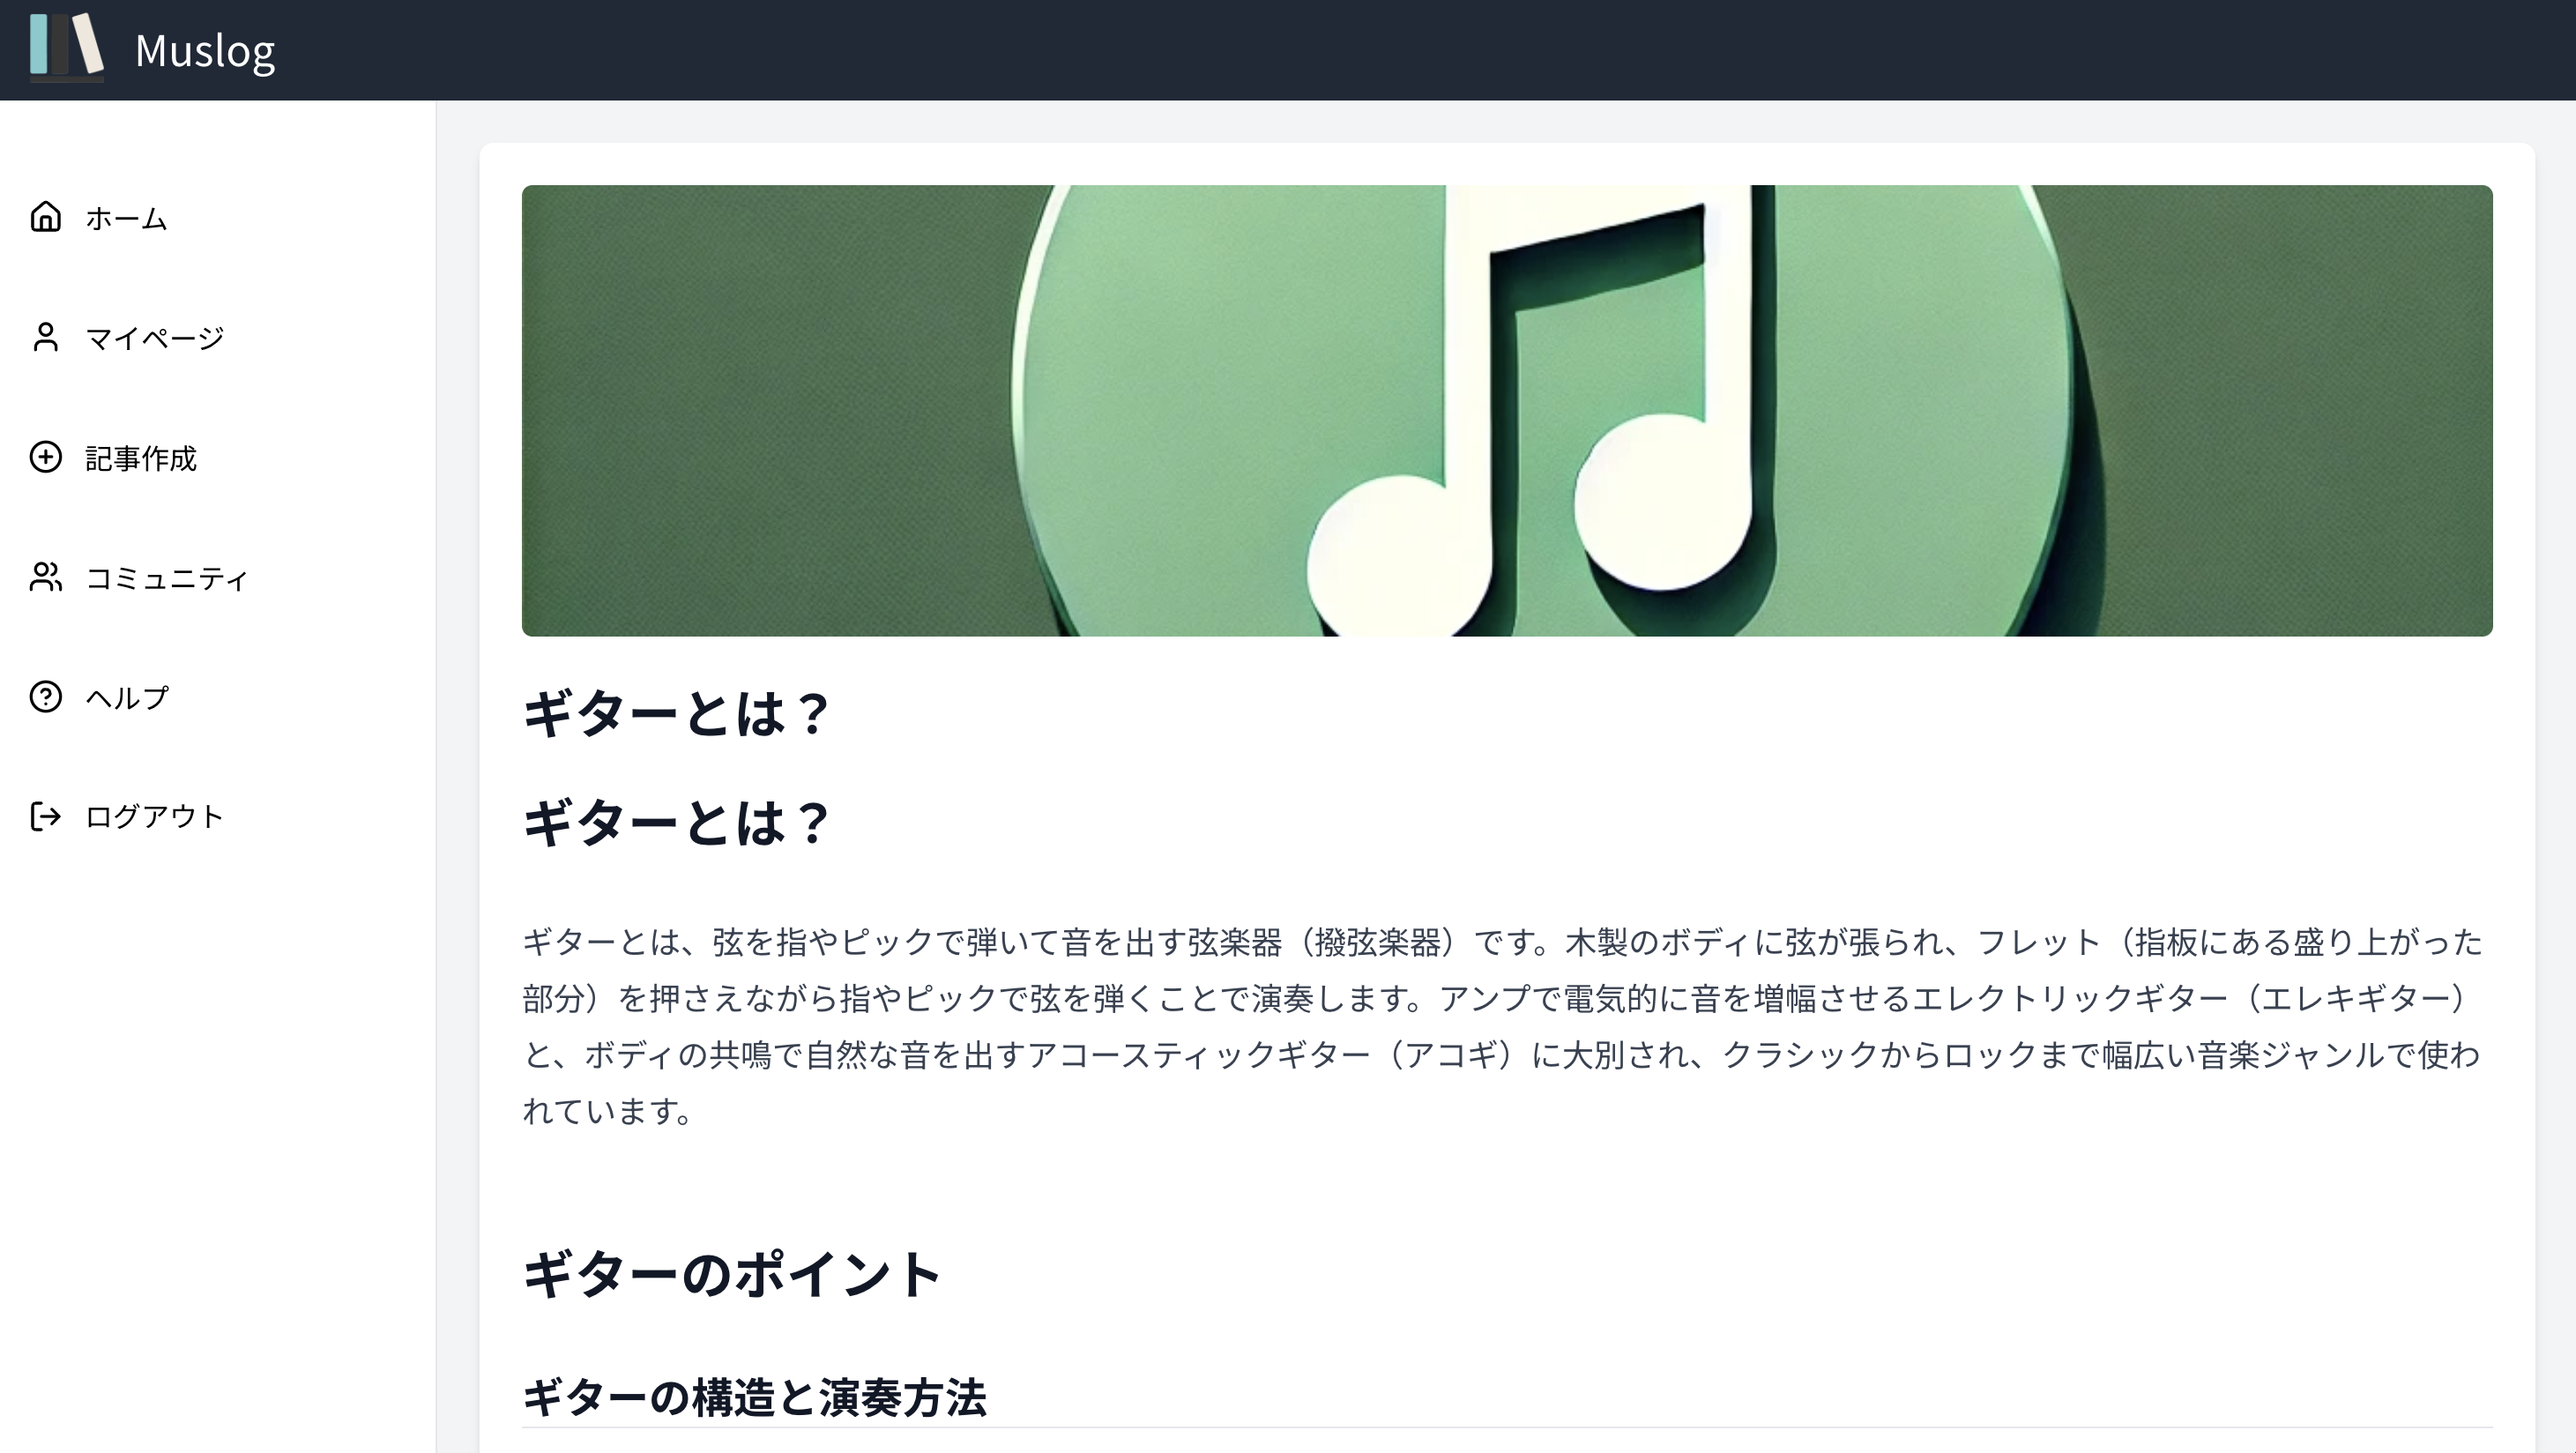 Muslog
ホーム
マイページ
記事作成
コミュニティ
ヘルプ
ログアウト
ギターとは？
ギターとは？
ギターとは、弦を指やピックで弾いて音を出す弦楽器（撥弦楽器）です。木製のボディに弦が張られ、フレット（指板にある盛り上がった
部分）を押さえながら指やピックで弦を弾くことで演奏します。アンプで電気的に音を増幅させるエレクトリックギター（エレキギター）
と、ボディの共鳴で自然な音を出すアコースティックギター（アコギ）に大別され、クラシックからロックまで幅広い音楽ジャンルで使わ
れています。
ギターのポイント
ギターの構造と演奏方法